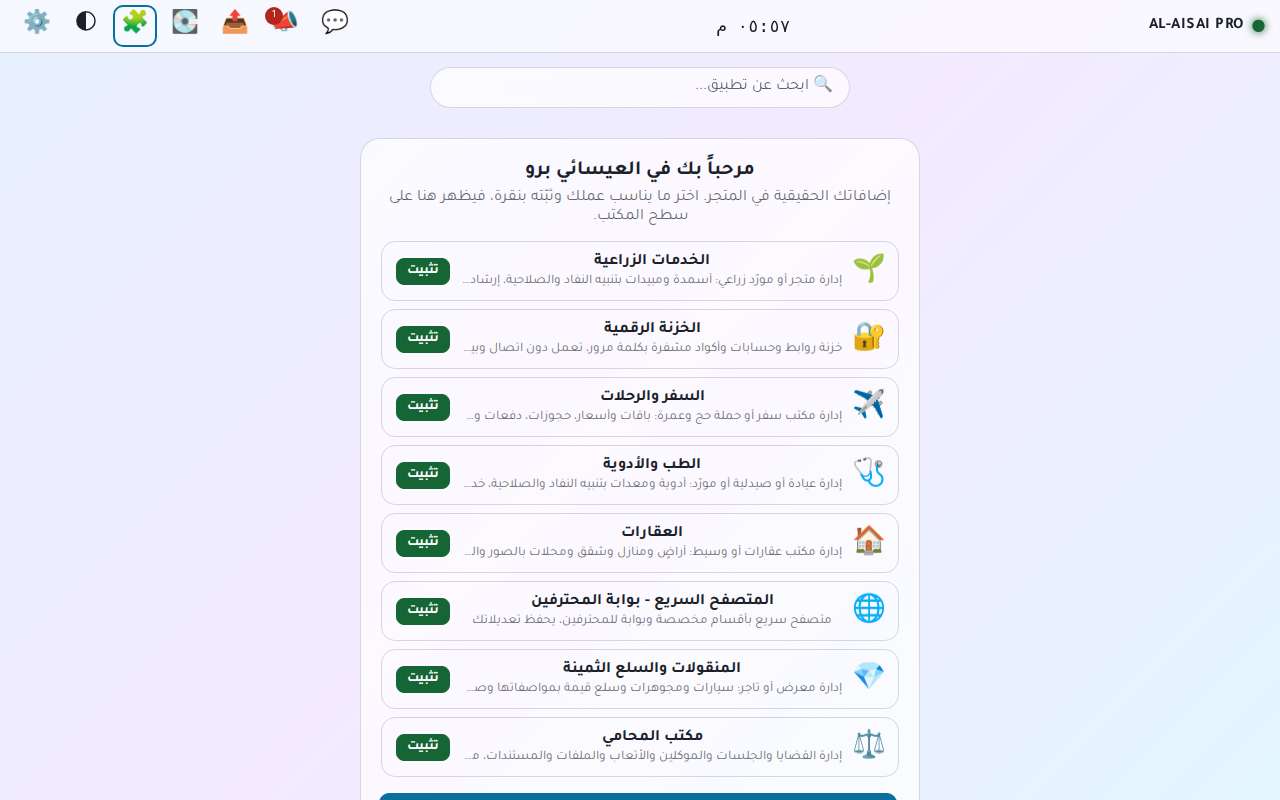 AL-AISAI PRO
٠٥:٥٧ م
1
ابحث عن تطبيق...
مرحباً بك في العيسائي برو
إضافاتك الحقيقية في المتجر. اختر ما يناسب عملك وثبّته بنقرة، فيظهر هنا على
سطح المكتب.
الخدمات الزراعية
إدارة متجر أو مورّد زراعي: أسمدة ومبيدات بتنبيه النفاد والصلاحية، إرشاد...
تثبيت
الخزنة الرقمية
خزنة روابط وحسابات وأكواد مشفرة بكلمة مرور، تعمل دون اتصال وبي...
تثبيت
السفر والرحلات
إدارة مكتب سفر أو حملة حج وعمرة: باقات وأسعار، حجوزات، دفعات و...
تثبيت
الطب والأدوية
إدارة عيادة أو صيدلية أو مورّد: أدوية ومعدات بتنبيه النفاد والصلاحية، خد...
تثبيت
العقارات
إدارة مكتب عقارات أو وسيط: أراضٍ ومنازل وشقق ومحلات بالصور وال...
تثبيت
المتصفح السريع - بوابة المحترفين
متصفح سريع بأقسام مخصصة وبوابة للمحترفين، يحفظ تعديلاتك
تثبيت
المنقولات والسلع الثمينة
إدارة معرض أو تاجر: سيارات ومجوهرات وسلع قيمة بمواصفاتها وص...
تثبيت
مكتب المحامي
إدارة القضايا والجلسات والموكلين والأتعاب والملفات والمستندات، م...
تثبيت